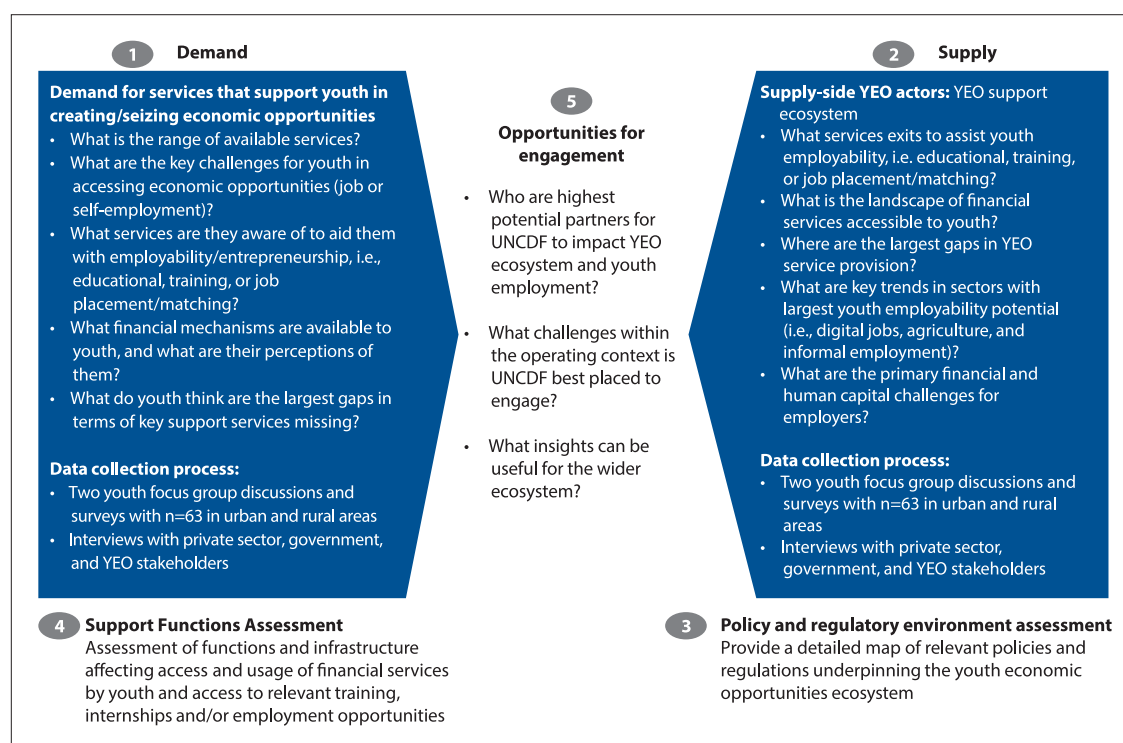 1 Demand
Demand for services that support youth in
creating/seizing economic opportunities
• What is the range of available services?
• What are the key challenges for youth in
accessing economic opportunities (job or
self-employment)?
• What services are they aware of to aid them
with employability/entrepreneurship, i.e.,
educational, training, or job
placement/matching?
• What financial mechanisms are available to
youth, and what are their perceptions of
them?
• What do youth think are the largest gaps in
terms of key support services missing?
Data collection process:
• Two youth focus group discussions and
surveys with n=63 in urban and rural areas
• Interviews with private sector, government,
and YEO stakeholders
5
Opportunities for
engagement
• Who are highest
potential partners for
UNCDF to impact YEO
ecosystem and youth
employment?
• What challenges within
the operating context is
UNCDF best placed to
engage?
• What insights can be
useful for the wider
ecosystem?
2 Supply
Supply-side YEO actors: YEO support
ecosystem
• What services exits to assist youth
employability, i.e. educational, training,
or job placement/matching?
• What is the landscape of financial
services accessible to youth?
• Where are the largest gaps in YEO
service provision?
• What are key trends in sectors with
largest youth employability potential
(i.e., digital jobs, agriculture, and
informal employment)?
• What are the primary financial and
human capital challenges for
employers?
Data collection process:
• Two youth focus group discussions and
surveys with n=63 in urban and rural
areas
• Interviews with private sector,
government, and YEO stakeholders
4 Support Functions Assessment
Assessment of functions and infrastructure
affecting access and usage of financial services
by youth and access to relevant training,
internships and/or employment opportunities
3 Policy and regulatory environment assessment
Provide a detailed map of relevant policies and
regulations underpinning the youth economic
opportunities ecosystem